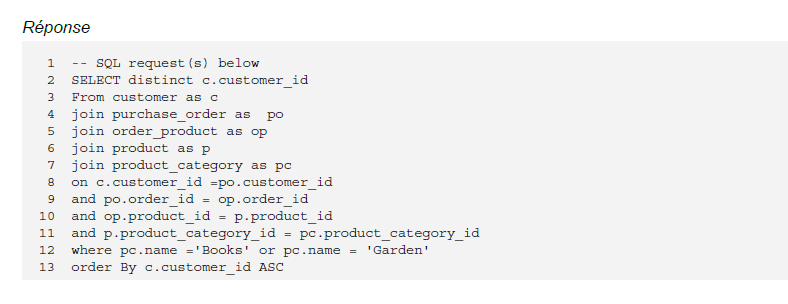 Réponse
1 -- SQL request(s) below
2 SELECT distinct c.customer_id
3 From customer as c
4 join purchase_order as  po
5 join order_product as op
6 join product as p
7 join product_category as pc
8 on c.customer_id =po.customer_id
9 and po.order_id = op.order_id
10 and op.product_id = p.product_id
11 and p.product_category_id = pc.product_category_id
12 where pc.name ='Books' or pc.name = 'Garden'
13 order By c.customer_id ASC